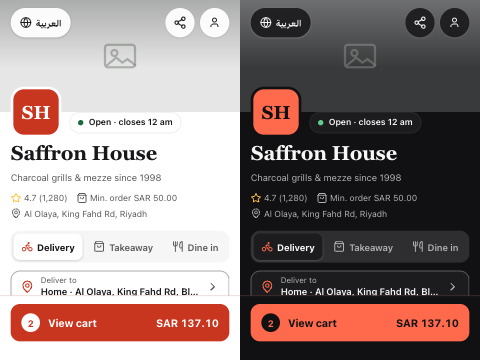 العربية
SH
Open · closes 12 am
Saffron House
Charcoal grills & mezze since 1998
4.7 (1,280) Min. order SAR 50.00
Al Olaya, King Fahd Rd, Riyadh
Delivery Takeaway Dine in
Deliver to
Home · Al Olaya, King Fahd Rd, Bl...
2 View cart SAR 137.10
العربية
SH
Open · closes 12 am
Saffron House
Charcoal grills & mezze since 1998
4.7 (1,280) Min. order SAR 50.00
Al Olaya, King Fahd Rd, Riyadh
Delivery Takeaway Dine in
Deliver to
Home · Al Olaya, King Fahd Rd, Bl...
2 View cart SAR 137.10